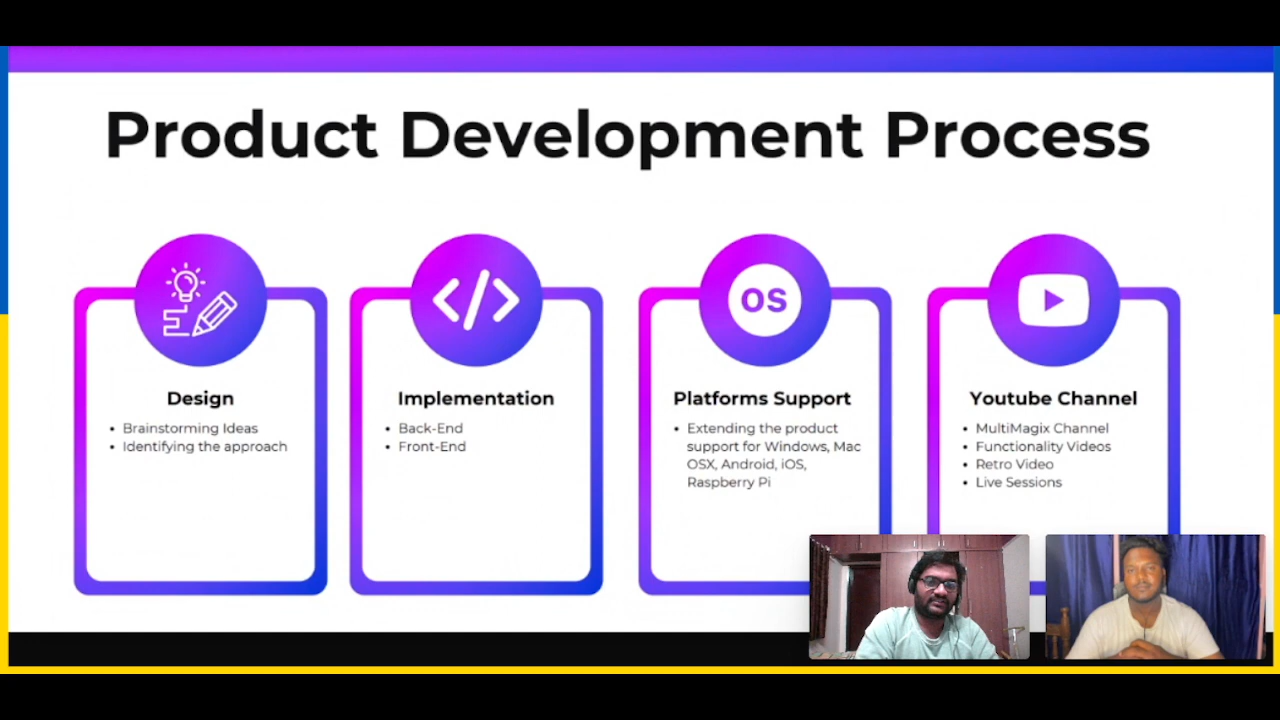 Product Development Process
Design
• Brainstorming Ideas
• Identifying the approach
Implementation
• Back-End
• Front-End
OS
Platforms Support
• Extending the product
support for Windows, Mac
OSX, Android, iOS,
Raspberry Pi
Youtube Channel
• MultiMagix Channel
• Functionality Videos
• Retro Video
• Live Sessions